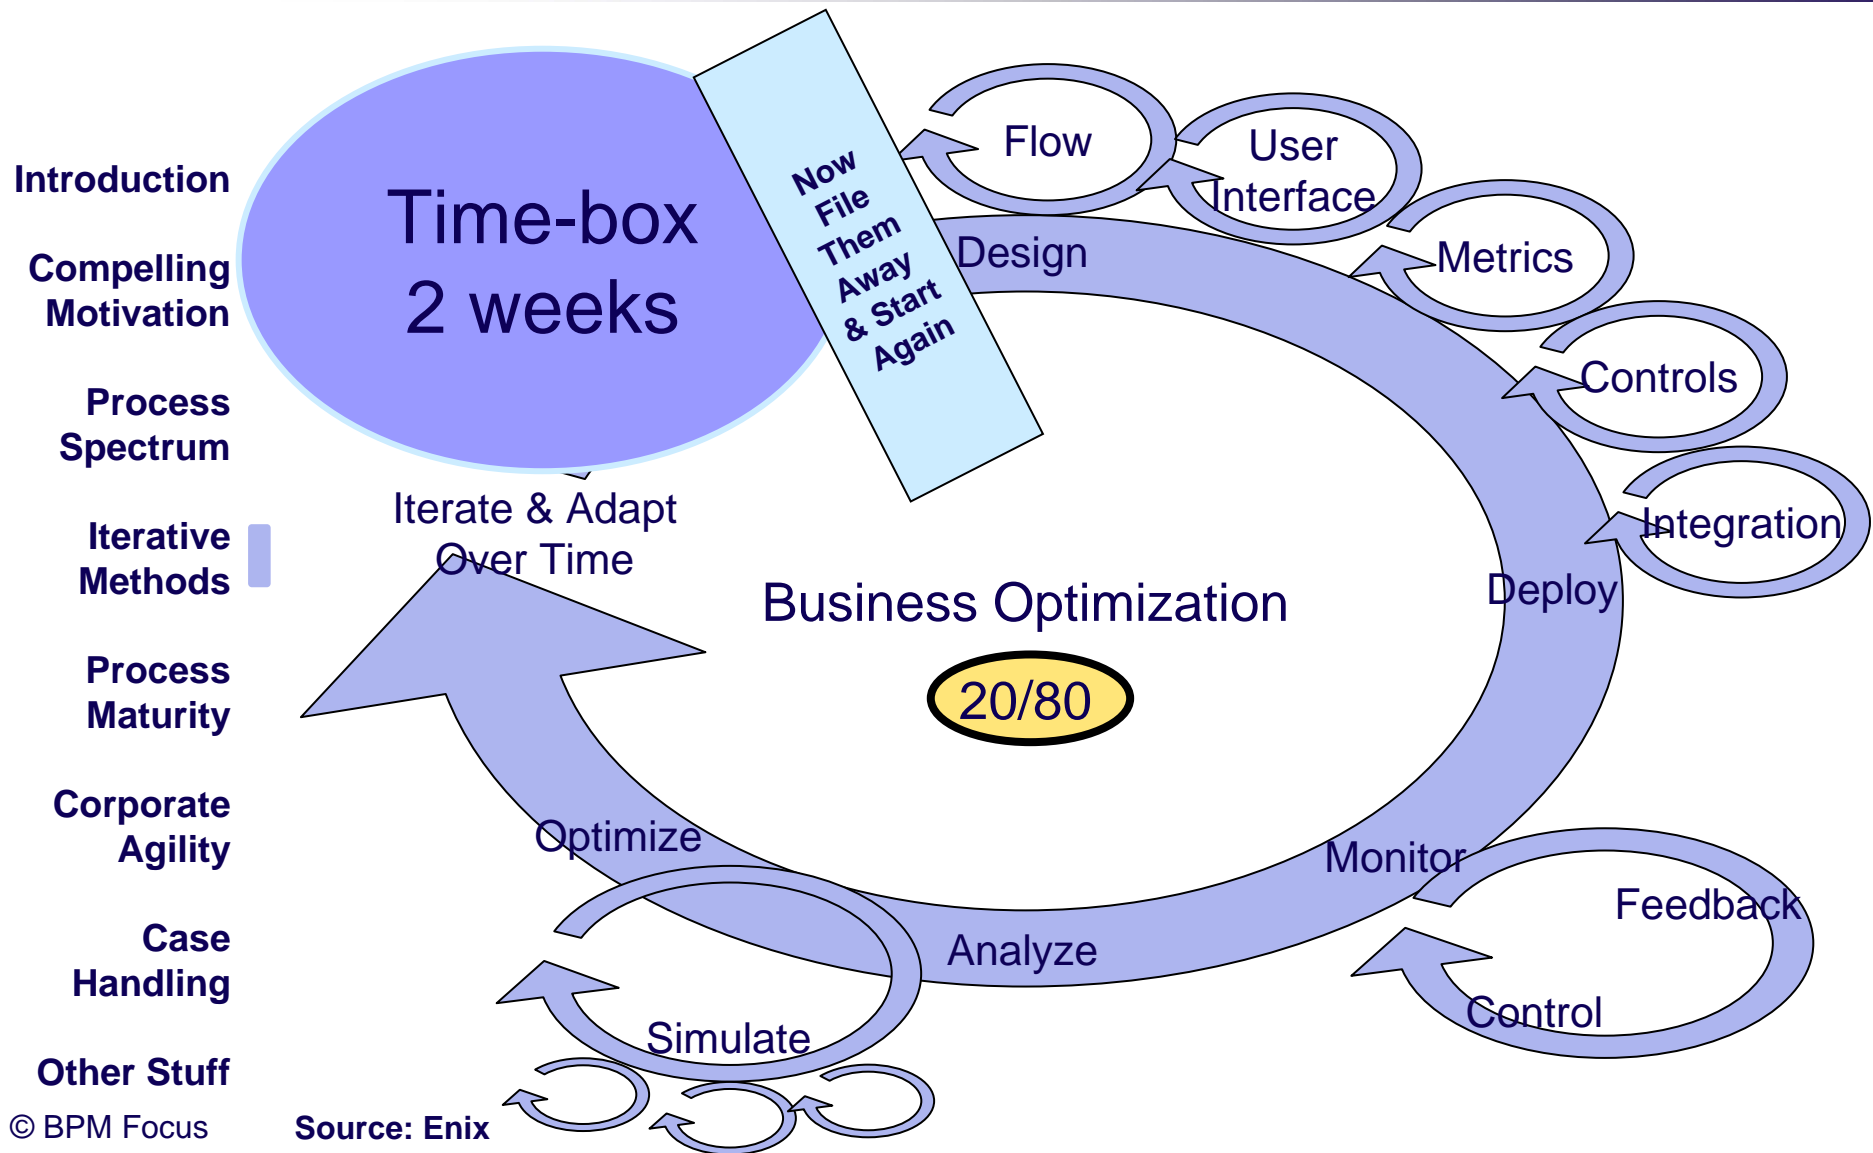 Introduction
Compelling
Motivation
Process
Spectrum
Iterative
Methods
Process
Maturity
Corporate
Agility
Case
Handling
Other Stuff
© BPM Focus
Source: Enix
Time-box
2 weeks
Now
File
Them
Away
& Start
Again
Flow
User
Interface
Metrics
Controls
Integration
Design
Deploy
Iterate & Adapt
Over Time
Business Optimization
20/80
Optimize
Monitor
Feedback
Analyze
Control
Simulate